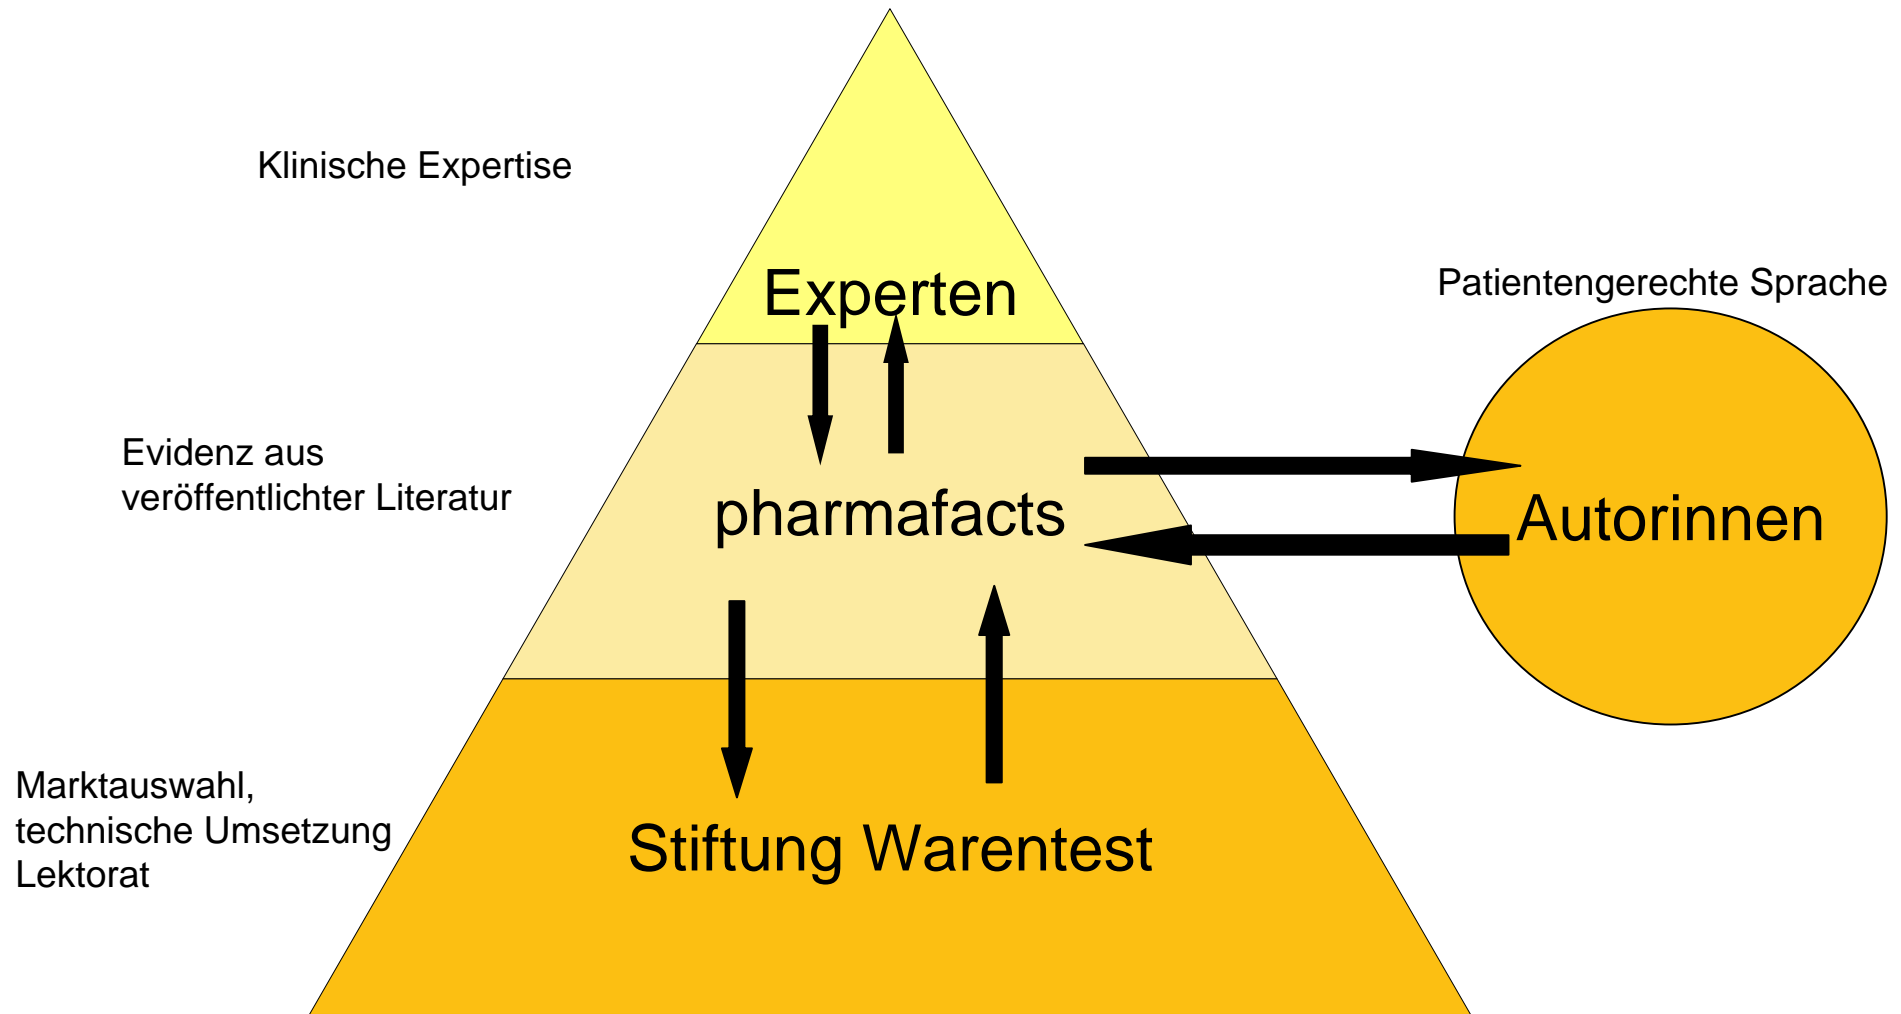 Klinische Expertise
Experten
Patientengerechte Sprache
Evidenz aus
veröffentlichter Literatur
pharmafacts
Autorinnen
Marktauswahl,
technische Umsetzung
Lektorat
Stiftung Warentest